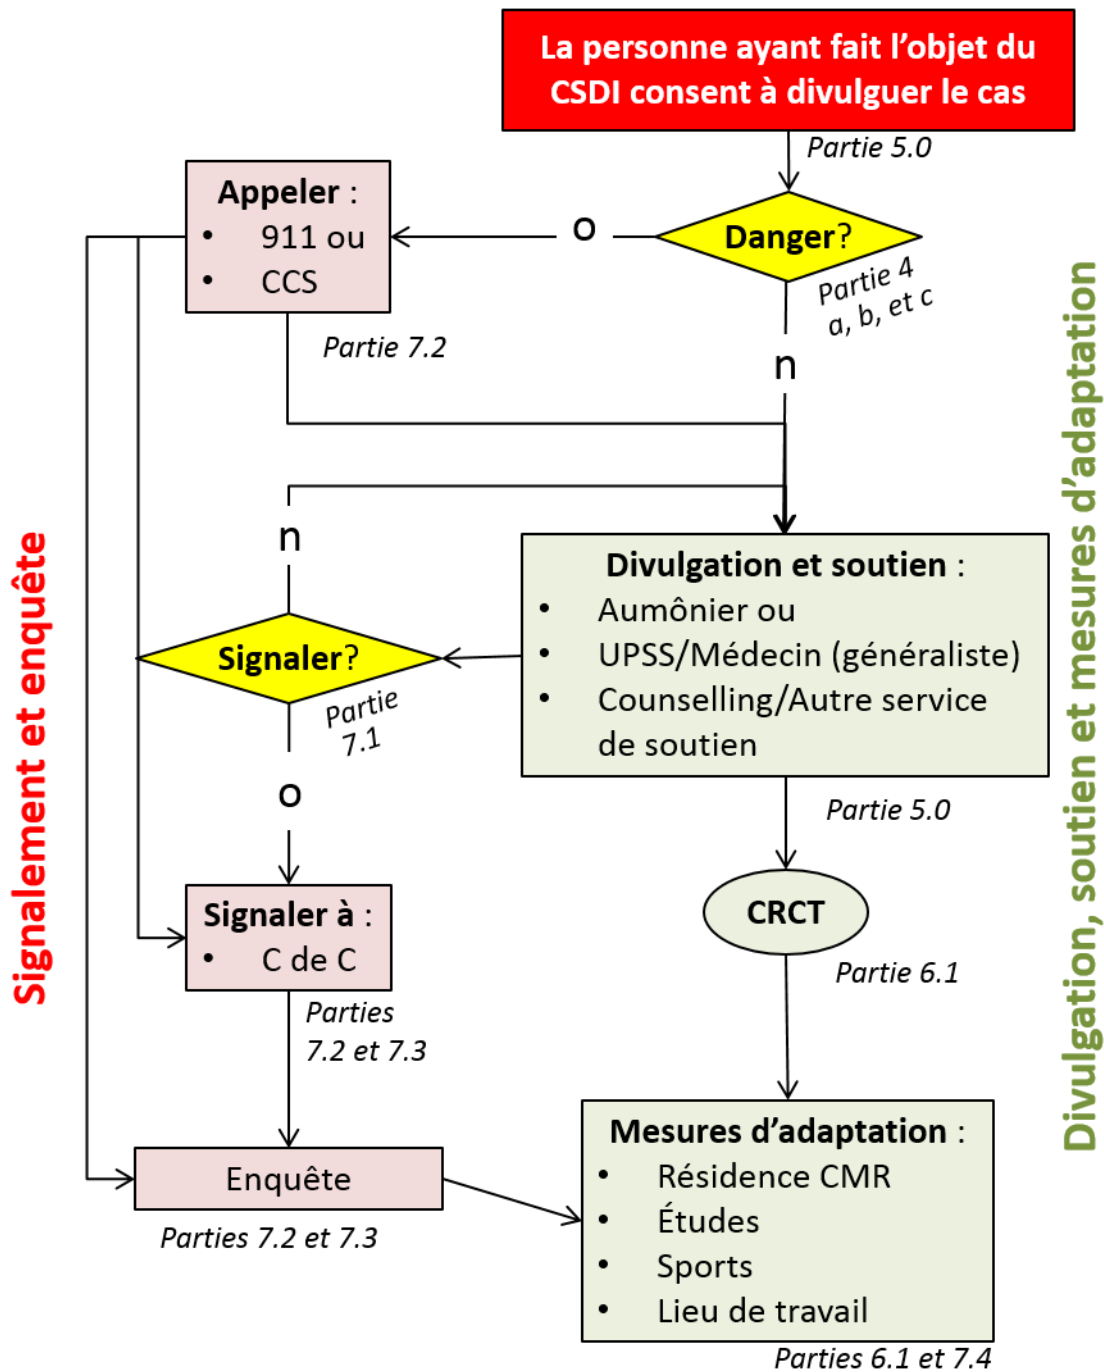 La personne ayant fait l’objet du
CSDI consent à divulguer le cas
Partie 5.0
Appeler :
• 911 ou
• CCS
Partie 7.2
o
Danger?
Partie 4
a, b, et c
n
n
Divulgation et soutien :
• Aumônier ou
• UPSS/Médecin (généraliste)
• Counselling/Autre service
de soutien
Partie 5.0
Signaler?
Partie
7.1
o
Signaler à :
• C de C
Parties
7.2 et 7.3
CRCT
Partie 6.1
Enquête
Parties 7.2 et 7.3
Mesures d’adaptation :
• Résidence CMR
• Études
• Sports
• Lieu de travail
Parties 6.1 et 7.4
Signalement et enquête
Divulgation, soutien et mesures d’adaptation